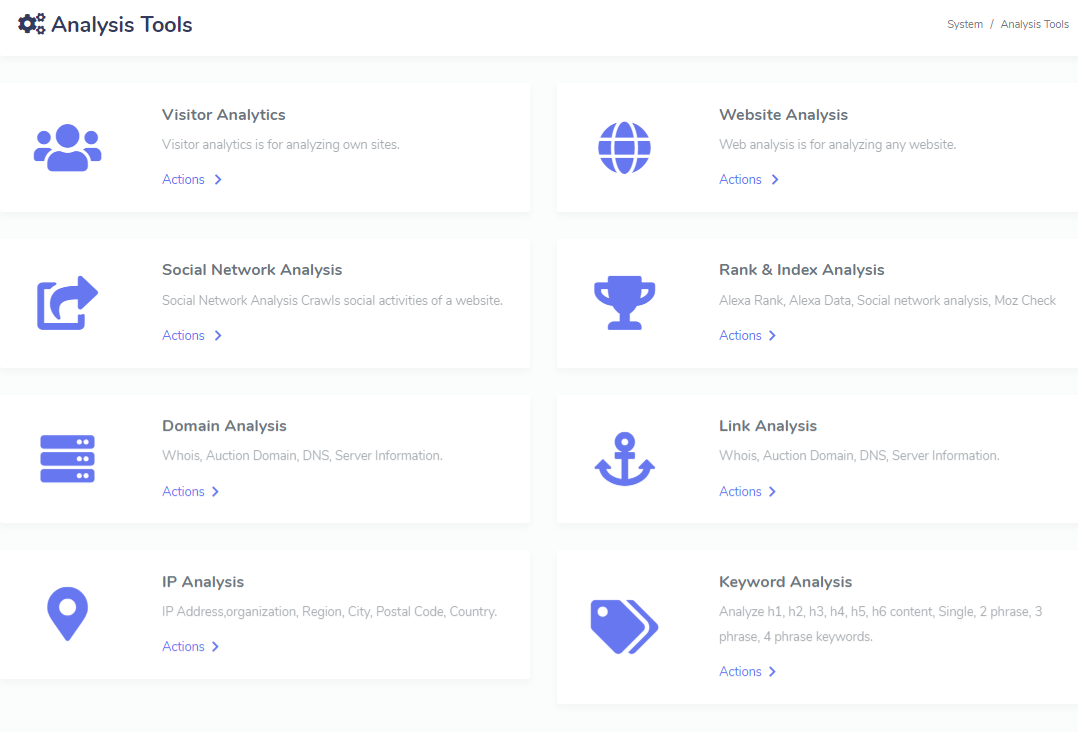 Analysis Tools
System / Analysis Tools
Visitor Analytics
Visitor analytics is for analyzing own sites.
Actions
Website Analysis
Web analysis is for analyzing any website.
Actions
Social Network Analysis
Social Network Analysis Crawls social activities of a website.
Actions
Rank & Index Analysis
Alexa Rank, Alexa Data, Social network analysis, Moz Check
Actions
Domain Analysis
Whois, Auction Domain, DNS, Server Information.
Actions
Link Analysis
Whois, Auction Domain, DNS, Server Information.
Actions
IP Analysis
IP Address,organization, Region, City, Postal Code, Country.
Actions
Keyword Analysis
Analyze h1, h2, h3, h4, h5, h6 content, Single, 2 phrase, 3
phrase, 4 phrase keywords.
Actions